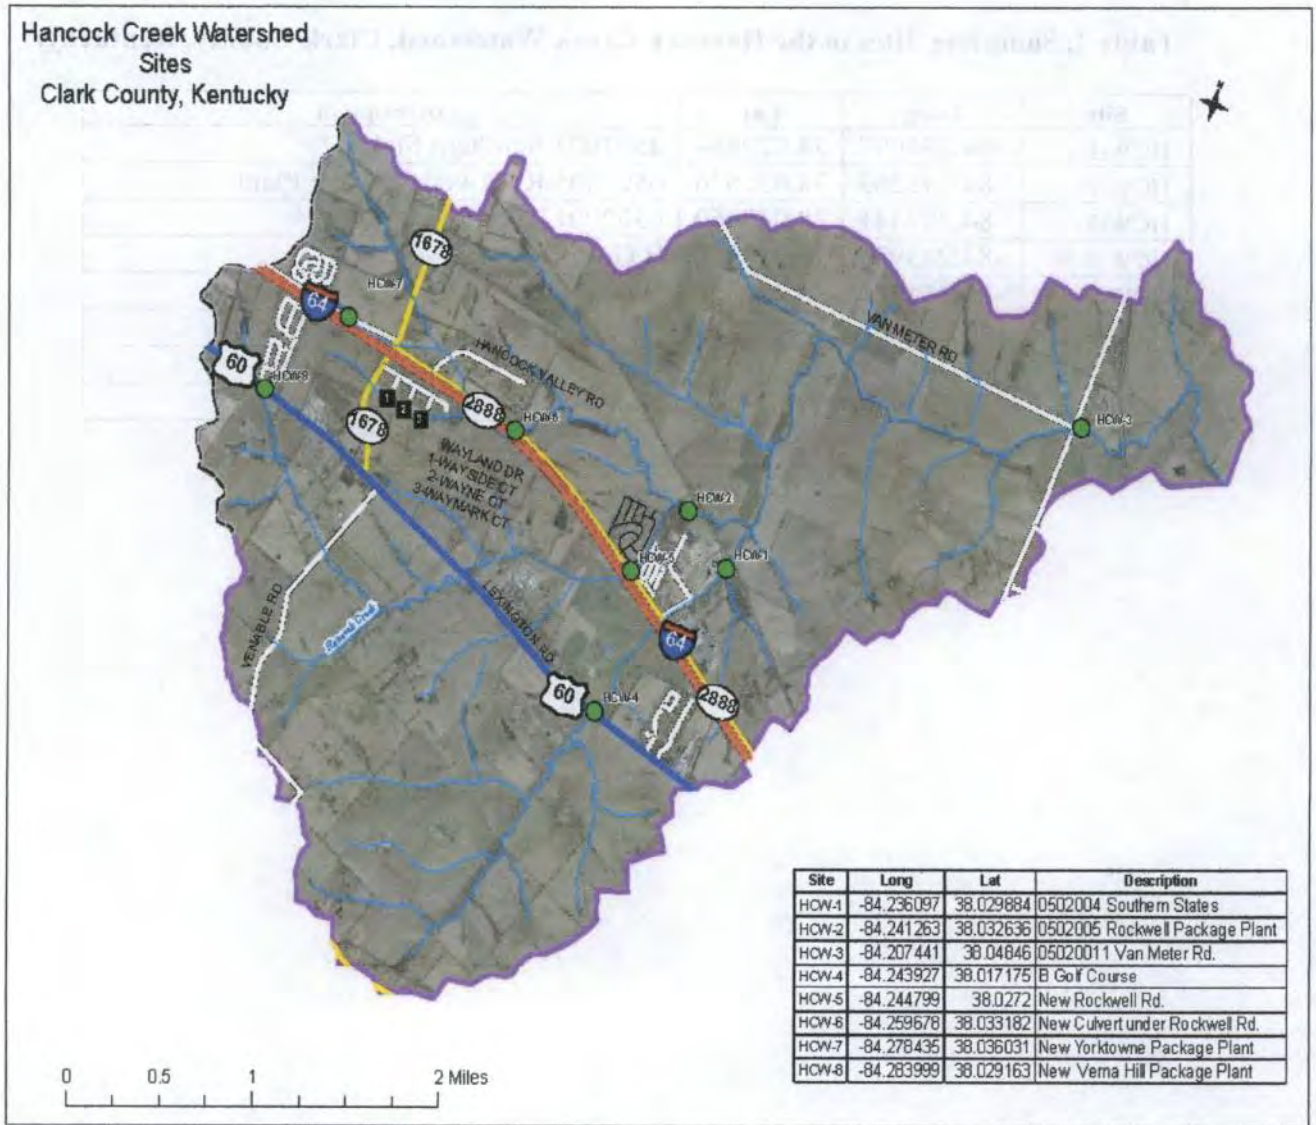 Hancock Creek Watershed
Sites
Clark County, Kentucky
1678
HCW-7
64
60
HCW-8
HANCOCK VALLEY RD
VAN METER RD
2888
1678
1
2
3
HCW-6
HCW-3
WAYLAND DR
1-WAYSIDE CT
2-WAYNE CT
3-WAYMARK CT
HCW-2
HCW-5
HCW-1
VENABLE RD
LEXINGTON RD
64
60
HCW-4
2888
Site Long Lat Description
HCW-1 -84.236097 38.029884 0502004 Southern States
HCW-2 -84.241263 38.032636 0502005 Rockwell Package Plant
HCW-3 -84.207441 38.04846 05020011 Van Meter Rd.
HCW-4 -84.243927 38.017175 B Golf Course
HCW-5 -84.244799 38.0272 New Rockwell Rd.
HCW-6 -84.259678 38.033182 New Culvert under Rockwell Rd.
HCW-7 -84.278435 38.036031 New Yorktowne Package Plant
HCW-8 -84.283999 38.029163 New Verna Hill Package Plant
0 0.5 1 2 Miles